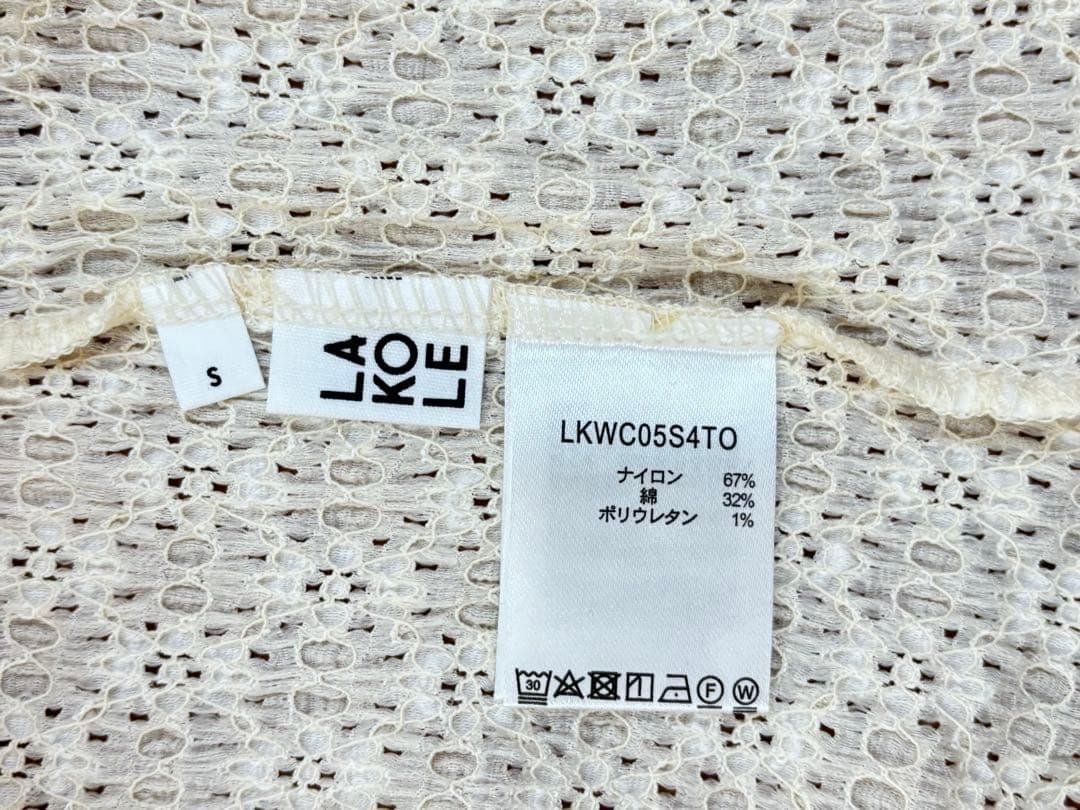 S
LA
KO
LE
LKWC05S4TO
ナイロン 67%
綿 32%
ポリウレタン 1%
30 F W